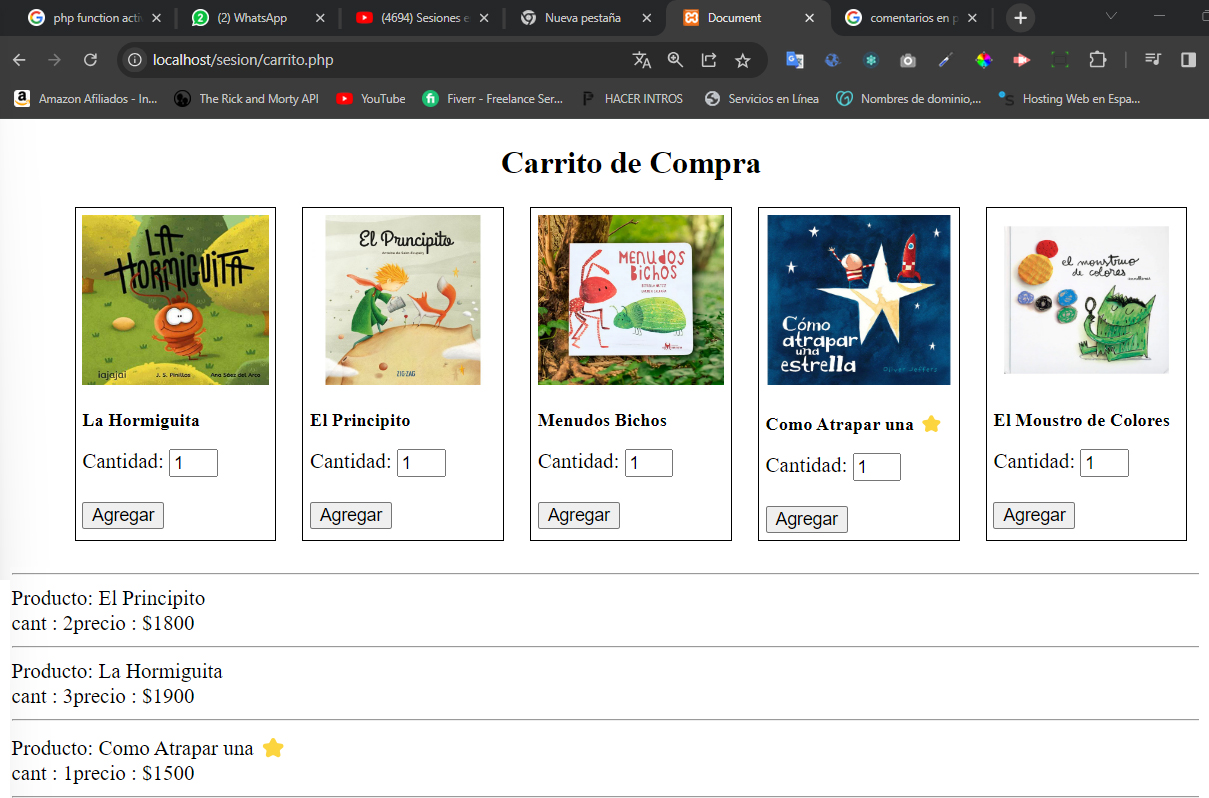 php function acti
(2) WhatsApp
(4694) Sesiones e
Nueva pestaña
Document
comentarios en p
localhost/sesion/carrito.php
Amazon Afiliados - In...
The Rick and Morty API
YouTube
Fiverr - Freelance Ser...
HACER INTROS
Servicios en Línea
Nombres de dominio,...
Hosting Web en Espa...
Carrito de Compra
LA HORMIGUITA
lajajai
J. S. Pinillos
Ana Sáez del Arco
El Principito
ZIG-ZAG
MENUDOS BICHOS
Cómo atrapar una estrella
Oliver Jeffers
el monstruo de colores
La Hormiguita
El Principito
Menudos Bichos
Como Atrapar una ⭐
El Moustro de Colores
Cantidad: 1
Cantidad: 1
Cantidad: 1
Cantidad: 1
Cantidad: 1
Agregar
Agregar
Agregar
Agregar
Agregar
Producto: El Principito
cant : 2precio : $1800
Producto: La Hormiguita
cant : 3precio : $1900
Producto: Como Atrapar una ⭐
cant : 1precio : $1500